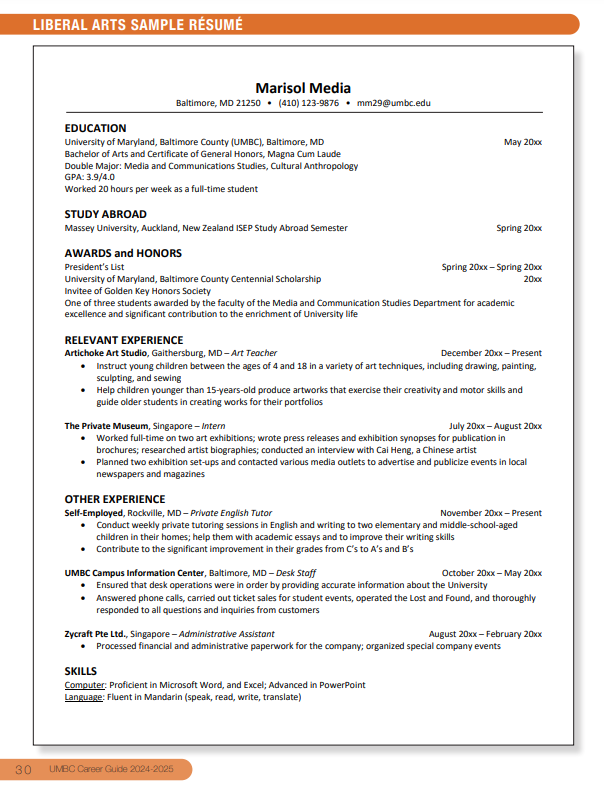 LIBERAL ARTS SAMPLE RÉSUMÉ
Marisol Media
Baltimore, MD 21250 • (410) 123-9876 • mm29@umbc.edu
EDUCATION
University of Maryland, Baltimore County (UMBC), Baltimore, MD May 20xx
Bachelor of Arts and Certificate of General Honors, Magna Cum Laude
Double Major: Media and Communications Studies, Cultural Anthropology
GPA: 3.9/4.0
Worked 20 hours per week as a full-time student
STUDY ABROAD
Massey University, Auckland, New Zealand ISEP Study Abroad Semester Spring 20xx
AWARDS and HONORS
President's List Spring 20xx – Spring 20xx
University of Maryland, Baltimore County Centennial Scholarship 20xx
Invitee of Golden Key Honors Society
One of three students awarded by the faculty of the Media and Communication Studies Department for academic
excellence and significant contribution to the enrichment of University life
RELEVANT EXPERIENCE
Artichoke Art Studio, Gaithersburg, MD – Art Teacher December 20xx – Present
• Instruct young children between the ages of 4 and 18 in a variety of art techniques, including drawing, painting,
sculpting, and sewing
• Help children younger than 15-years-old produce artworks that exercise their creativity and motor skills and
guide older students in creating works for their portfolios
The Private Museum, Singapore – Intern July 20xx – August 20xx
• Worked full-time on two art exhibitions; wrote press releases and exhibition synopses for publication in
brochures; researched artist biographies; conducted an interview with Cai Heng, a Chinese artist
• Planned two exhibition set-ups and contacted various media outlets to advertise and publicize events in local
newspapers and magazines
OTHER EXPERIENCE
Self-Employed, Rockville, MD – Private English Tutor November 20xx – Present
• Conduct weekly private tutoring sessions in English and writing to two elementary and middle-school-aged
children in their homes; help them with academic essays and to improve their writing skills
• Contribute to the significant improvement in their grades from C's to A's and B's
UMBC Campus Information Center, Baltimore, MD – Desk Staff October 20xx – May 20xx
• Ensured that desk operations were in order by providing accurate information about the University
• Answered phone calls, carried out ticket sales for student events, operated the Lost and Found, and thoroughly
responded to all questions and inquiries from customers
Zycraft Pte Ltd., Singapore – Administrative Assistant August 20xx – February 20xx
• Processed financial and administrative paperwork for the company; organized special company events
SKILLS
Computer: Proficient in Microsoft Word, and Excel; Advanced in PowerPoint
Language: Fluent in Mandarin (speak, read, write, translate)
30 UMBC Career Guide 2024-2025